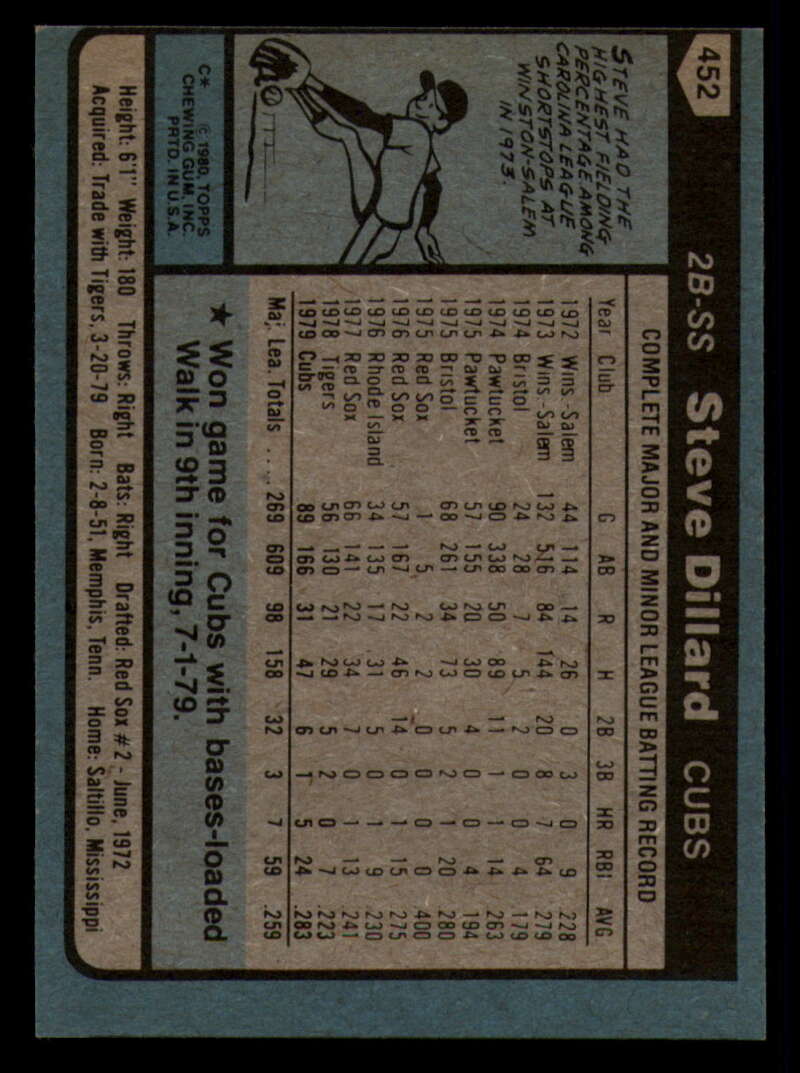 452
2B-SS Steve Dillard CUBS
STEVE HAD THE
HIGHEST FIELDING
PERCENTAGE AMONG
CAROLINA LEAGUE
SHORTSTOPS AT
WINSTON-SALEM
IN 1973.
C* © 1980, TOPPS
CHEWING GUM, INC.
PRTD. IN U.S.A.
COMPLETE MAJOR AND MINOR LEAGUE BATTING RECORD
Year Club G AB R H 2B 3B HR RBI AVG
1972 Wins.-Salem 44 114 14 26 0 3 0 9 .228
1973 Wins.-Salem 132 516 84 144 20 8 7 64 .279
1974 Bristol 24 28 7 5 2 0 0 4 .179
1974 Pawtucket 90 338 50 89 11 1 1 14 .263
1975 Pawtucket 57 155 20 30 4 0 0 4 .194
1975 Bristol 68 261 34 73 5 2 1 20 .280
1975 Red Sox 1 5 2 2 0 0 0 0 .400
1976 Red Sox 57 167 22 46 14 0 1 15 .275
1976 Rhode Island 34 135 17 31 5 0 1 9 .230
1977 Red Sox 66 141 22 34 7 0 1 13 .241
1978 Tigers 56 130 21 29 5 2 0 7 .223
1979 Cubs 89 166 31 47 6 1 5 24 .283
Maj. Lea. Totals .... 269 609 98 158 32 3 7 59 .259
★ Won game for Cubs with bases-loaded
Walk in 9th inning, 7-1-79.
Height: 6'1" Weight: 180 Throws: Right Bats: Right Drafted: Red Sox #2 - June, 1972
Acquired: Trade with Tigers, 3-20-79 Born: 2-8-51, Memphis, Tenn. Home: Saltillo, Mississippi